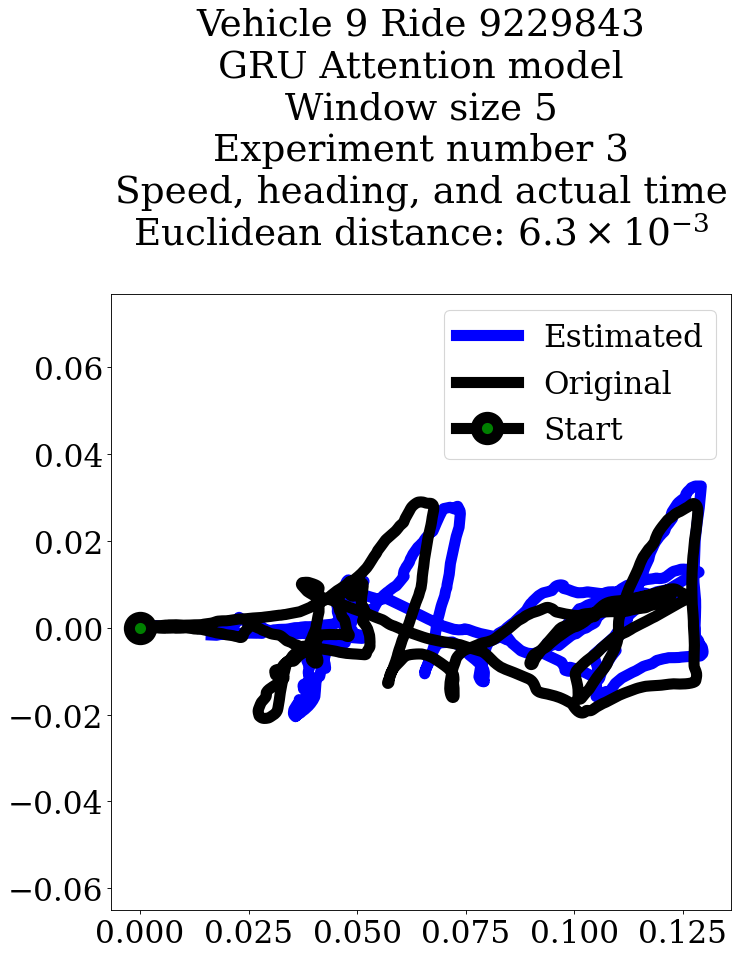 Vehicle 9 Ride 9229843
GRU Attention model
Window size 5
Experiment number 3
Speed, heading, and actual time
Euclidean distance: 6.3 × 10⁻³
Estimated
Original
Start
0.06
0.04
0.02
0.00
−0.02
−0.04
−0.06
0.000 0.025 0.050 0.075 0.100 0.125